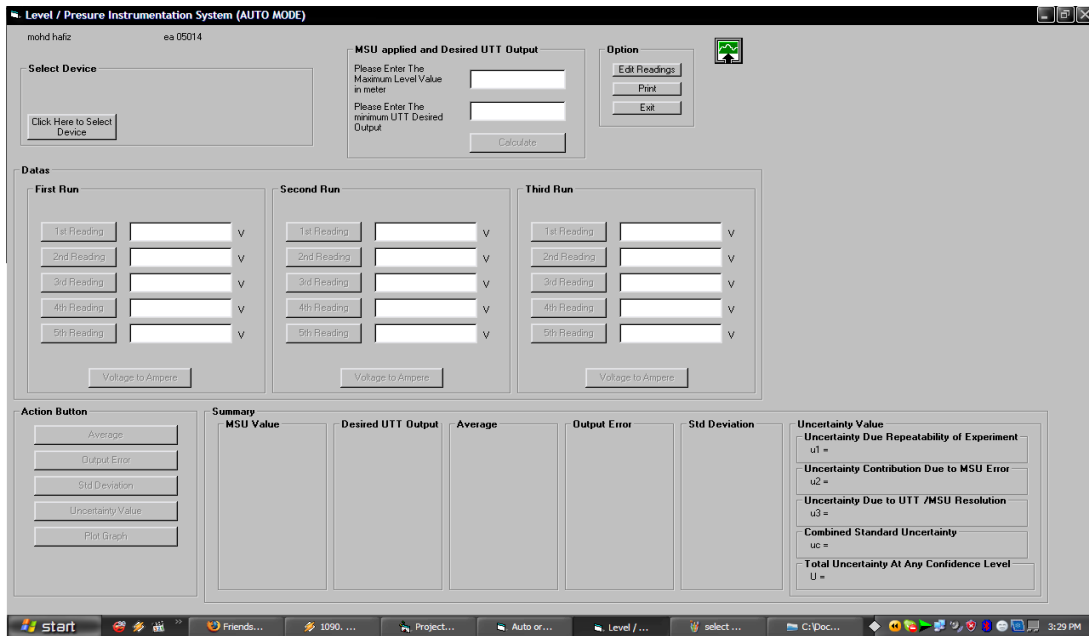 Level / Presure Instrumentation System (AUTO MODE)
mohd hafiz
ea 05014
Select Device
Click Here to Select
Device
MSU applied and Desired UTT Output
Please Enter The
Maximum Level Value
in meter
Please Enter The
minimum UTT Desired
Output
Calculate
Option
Edit Readings
Print
Exit
Datas
First Run
1st Reading V
2nd Reading V
3rd Reading V
4th Reading V
5th Reading V
Voltage to Ampere
Second Run
1st Reading V
2nd Reading V
3rd Reading V
4th Reading V
5th Reading V
Voltage to Ampere
Third Run
1st Reading V
2nd Reading V
3rd Reading V
4th Reading V
5th Reading V
Voltage to Ampere
Action Button
Average
Output Error
Std Deviation
Uncertainty Value
Plot Graph
Summary
MSU Value
Desired UTT Output
Average
Output Error
Std Deviation
Uncertainty Value
Uncertainty Due Repeatability of Experiment
u1 =
Uncertainty Contribution Due to MSU Error
u2 =
Uncertainty Due to UTT /MSU Resolution
u3 =
Combined Standard Uncertainty
uc =
Total Uncertainty At Any Confidence Level
U =
start
Friends...
1090. ...
Project...
Auto or...
Level / ...
select ...
C:\Doc...
3:29 PM